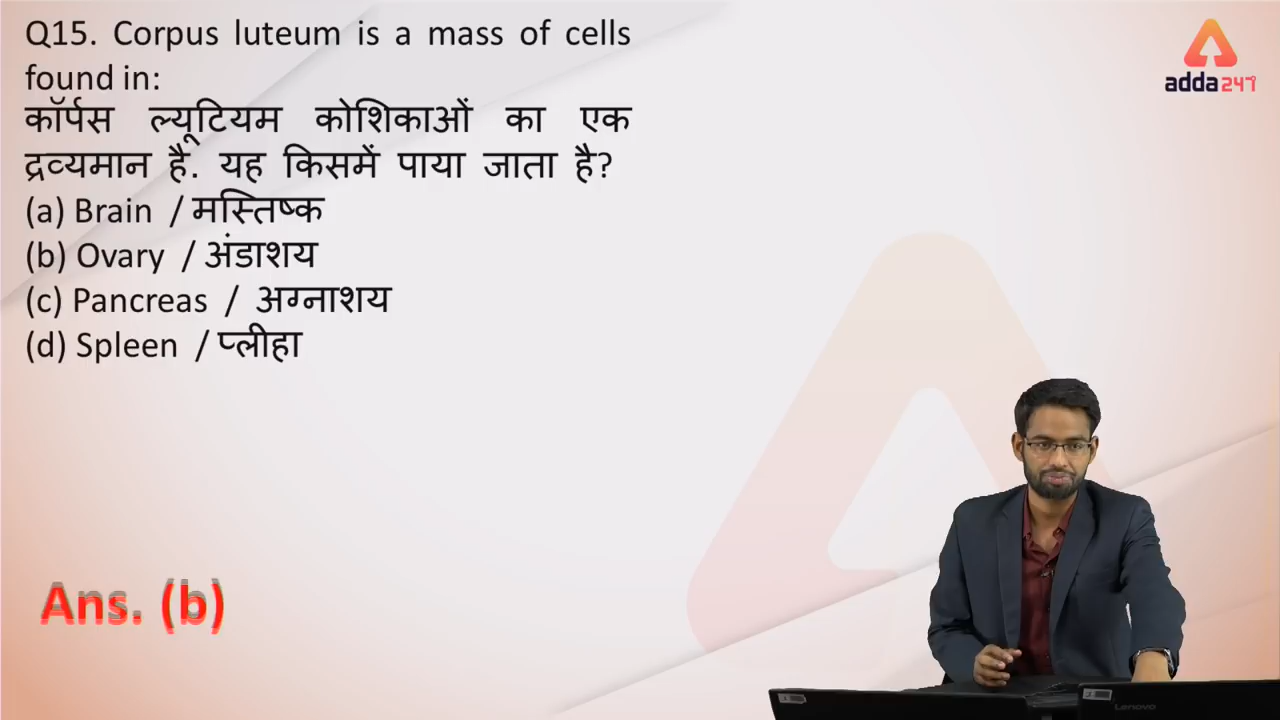 Q15. Corpus luteum is a mass of cells
found in:
कॉर्पस ल्यूटियम कोशिकाओं का एक
द्रव्यमान है. यह किसमें पाया जाता है?
(a) Brain / मस्तिष्क
(b) Ovary / अंडाशय
(c) Pancreas / अग्नाशय
(d) Spleen / प्लीहा
Ans. (b)
adda247
Lenovo